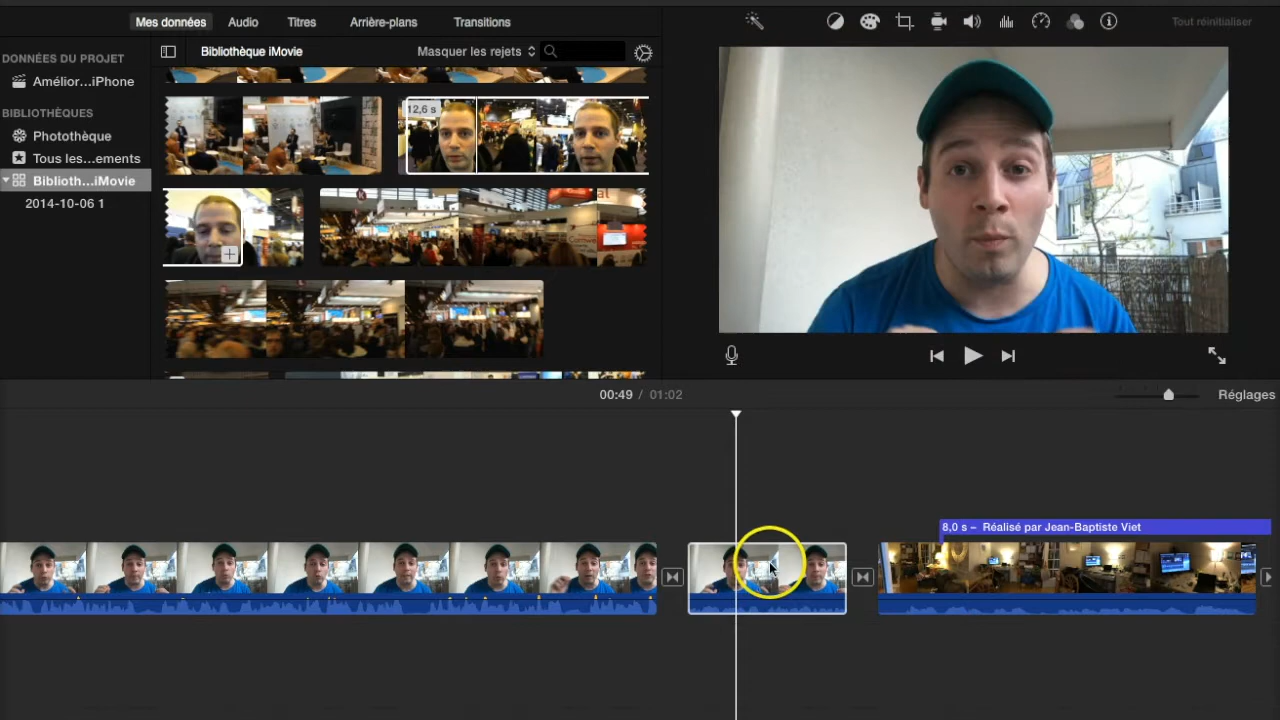 Mes données Audio Titres Arrière-plans Transitions
Tout réinitialiser
DONNÉES DU PROJET
Amélior...iPhone
BIBLIOTHÈQUES
Photothèque
Tous les...ements
Biblioth...iMovie
2014-10-06 1
Bibliothèque iMovie Masquer les rejets
12,6 s
00:49 / 01:02
Réglages
8,0 s – Réalisé par Jean-Baptiste Viet